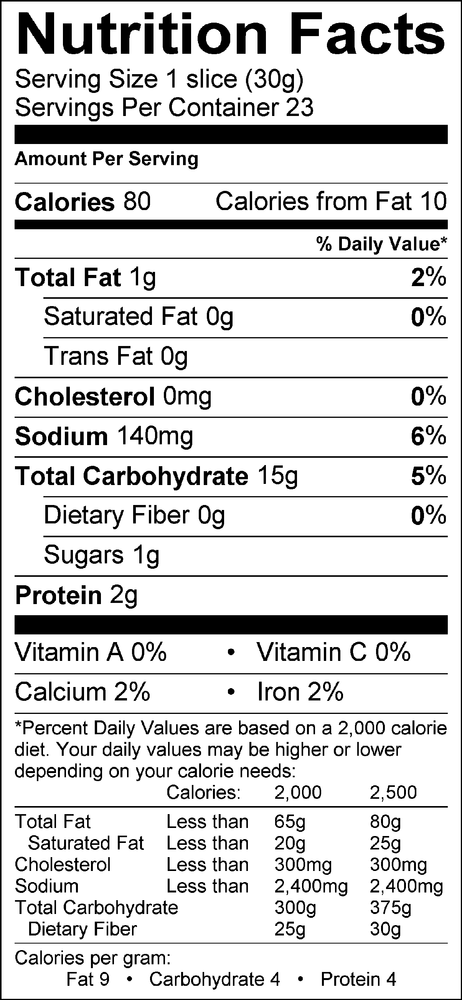 Nutrition Facts
Serving Size 1 slice (30g)
Servings Per Container 23
Amount Per Serving
Calories 80 Calories from Fat 10
% Daily Value*
Total Fat 1g 2%
Saturated Fat 0g 0%
Trans Fat 0g
Cholesterol 0mg 0%
Sodium 140mg 6%
Total Carbohydrate 15g 5%
Dietary Fiber 0g 0%
Sugars 1g
Protein 2g
Vitamin A 0% • Vitamin C 0%
Calcium 2% • Iron 2%
*Percent Daily Values are based on a 2,000 calorie
diet. Your daily values may be higher or lower
depending on your calorie needs:
Calories: 2,000 2,500
Total Fat Less than 65g 80g
Saturated Fat Less than 20g 25g
Cholesterol Less than 300mg 300mg
Sodium Less than 2,400mg 2,400mg
Total Carbohydrate 300g 375g
Dietary Fiber 25g 30g
Calories per gram:
Fat 9 • Carbohydrate 4 • Protein 4